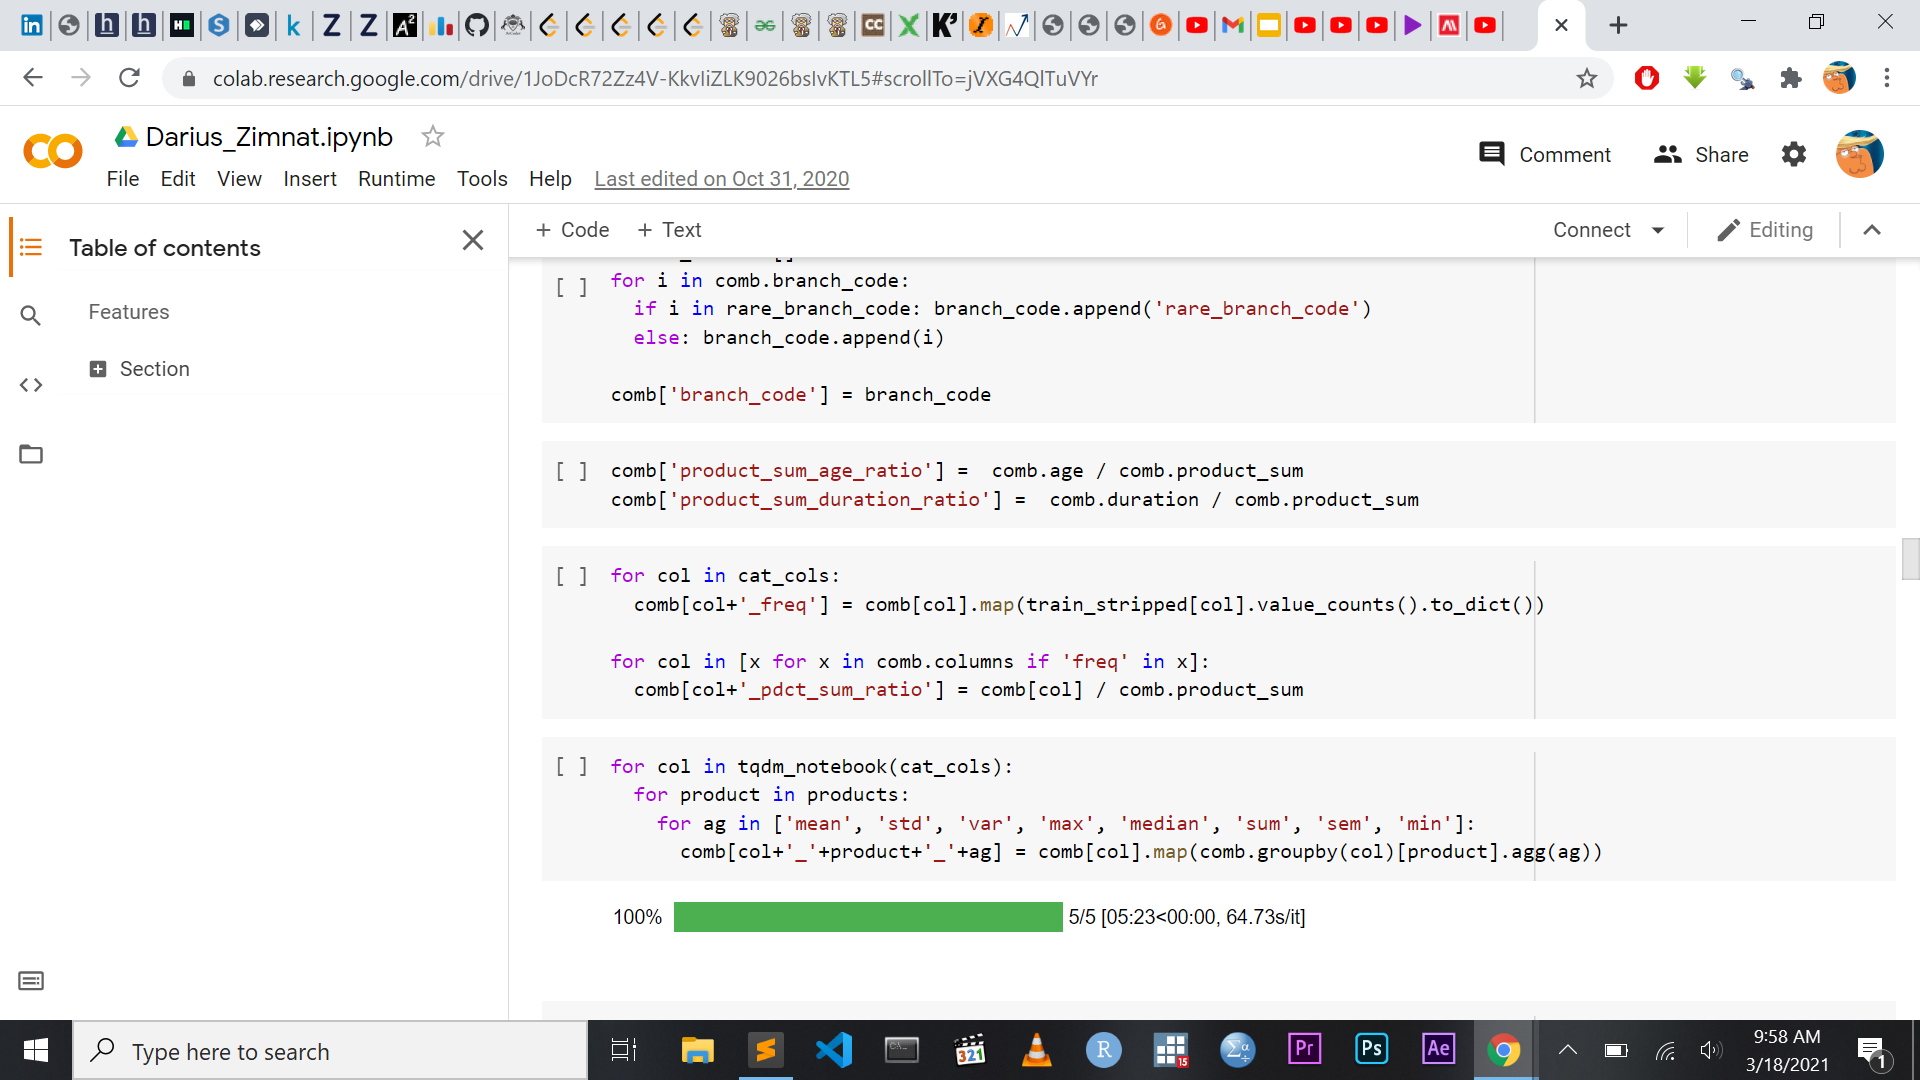 colab.research.google.com/drive/1JoDcR72Zz4V-KkvIiZLK9026bsIvKTL5#scrollTo=jVXG4QlTuVYr
Darius_Zimnat.ipynb
Comment
Share
File Edit View Insert Runtime Tools Help Last edited on Oct 31, 2020
Table of contents
Features
Section
+ Code + Text
Connect
Editing
[ ] for i in comb.branch_code:
if i in rare_branch_code: branch_code.append('rare_branch_code')
else: branch_code.append(i)
comb['branch_code'] = branch_code
[ ] comb['product_sum_age_ratio'] =  comb.age / comb.product_sum
comb['product_sum_duration_ratio'] =  comb.duration / comb.product_sum
[ ] for col in cat_cols:
comb[col+'_freq'] = comb[col].map(train_stripped[col].value_counts().to_dict())
for col in [x for x in comb.columns if 'freq' in x]:
comb[col+'_pdct_sum_ratio'] = comb[col] / comb.product_sum
[ ] for col in tqdm_notebook(cat_cols):
for product in products:
for ag in ['mean', 'std', 'var', 'max', 'median', 'sum', 'sem', 'min']:
comb[col+'_'+product+'_'+ag] = comb[col].map(comb.groupby(col)[product].agg(ag))
100% 5/5 [05:23<00:00, 64.73s/it]
Type here to search
321
R
15
Pr
Ps
Ae
9:58 AM
3/18/2021
1